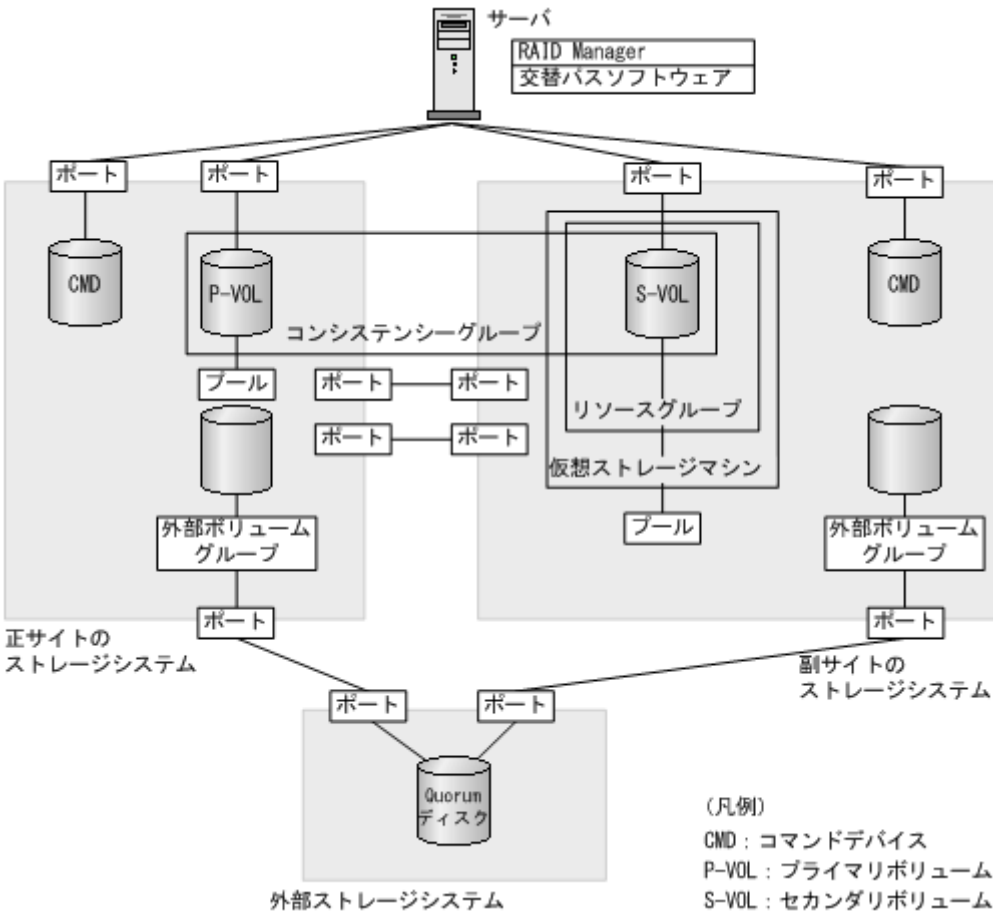 サーバ
RAID Manager
交替パスソフトウェア
ポート
ポート
ポート
ポート
CMD
P-VOL
S-VOL
CMD
コンシステンシーグループ
プール
ポート
ポート
リソースグループ
ポート
ポート
仮想ストレージマシン
外部ボリューム
グループ
プール
外部ボリューム
グループ
ポート
ポート
正サイトの
ストレージシステム
副サイトの
ストレージシステム
ポート
ポート
Quorum
ディスク
外部ストレージシステム
(凡例)
CMD:コマンドデバイス
P-VOL:プライマリボリューム
S-VOL:セカンダリボリューム